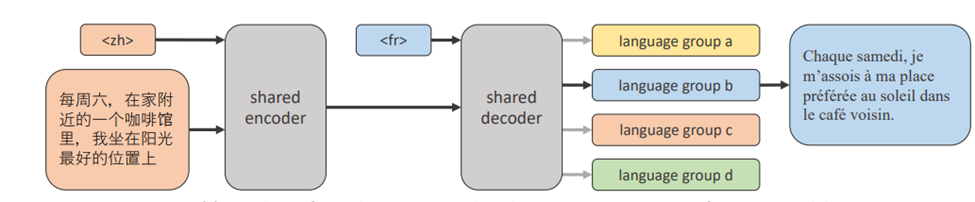 <zh>
每周六，在家附
近的一个咖啡馆
里，我坐在阳光
最好的位置上
shared
encoder
<fr>
shared
decoder
language group a
language group b
language group c
language group d
Chaque samedi, je
m'assois à ma place
préférée au soleil dans
le café voisin.